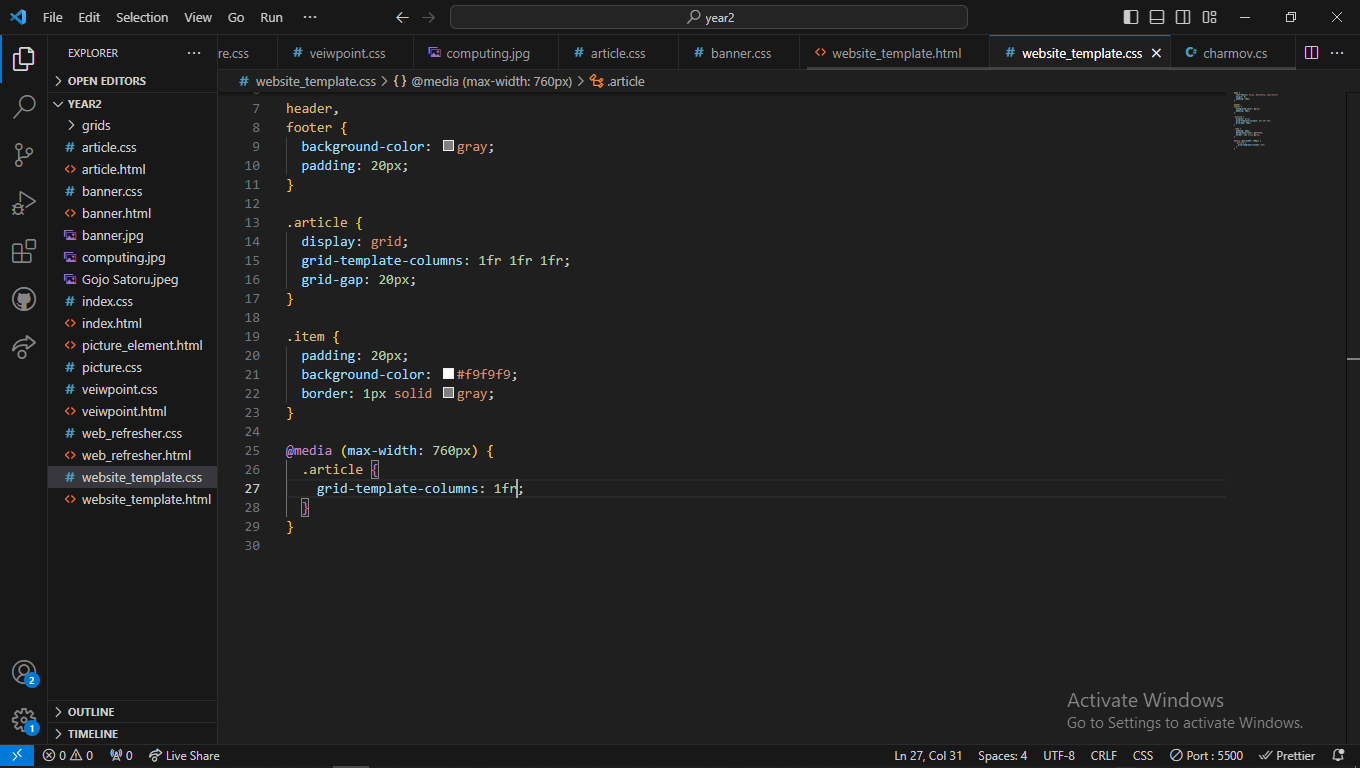 File Edit Selection View Go Run ··· year2
EXPLORER ···
re.css veiwpoint.css computing.jpg article.css banner.css website_template.html website_template.css charmov.cs ···
OPEN EDITORS
website_template.css > {} @media (max-width: 760px) > .article
YEAR2
grids
article.css
article.html
banner.css
banner.html
banner.jpg
computing.jpg
Gojo Satoru.jpeg
index.css
index.html
picture_element.html
picture.css
veiwpoint.css
veiwpoint.html
web_refresher.css
web_refresher.html
website_template.css
website_template.html
OUTLINE
TIMELINE
7 header,
8 footer {
9 background-color: gray;
10 padding: 20px;
11 }
12
13 .article {
14 display: grid;
15 grid-template-columns: 1fr 1fr 1fr;
16 grid-gap: 20px;
17 }
18
19 .item {
20 padding: 20px;
21 background-color: #f9f9f9;
22 border: 1px solid gray;
23 }
24
25 @media (max-width: 760px) {
26 .article {
27 grid-template-columns: 1fr;
28 }
29 }
30
2
1
Activate Windows
Go to Settings to activate Windows.
0 0 0 Live Share Ln 27, Col 31 Spaces: 4 UTF-8 CRLF CSS Port : 5500 Prettier